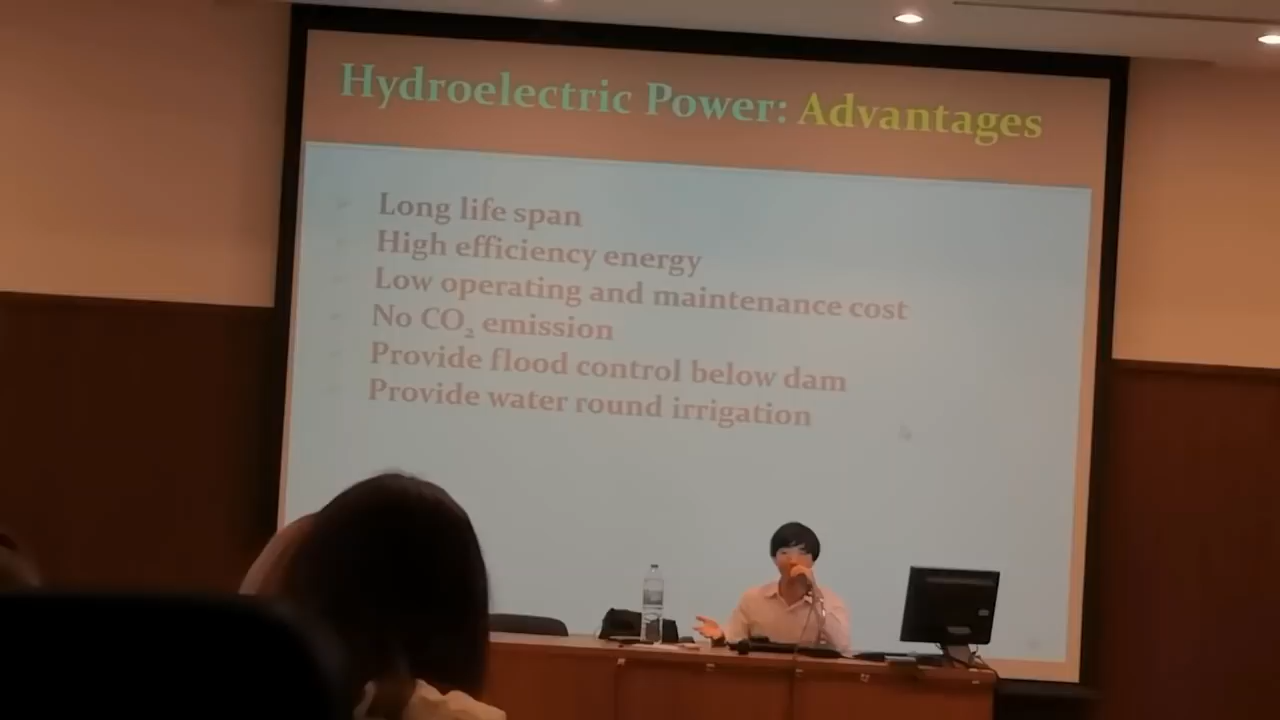 Hydroelectric Power: Advantages
Long life span
High efficiency energy
Low operating and maintenance cost
No CO₂ emission
Provide flood control below dam
Provide water round irrigation